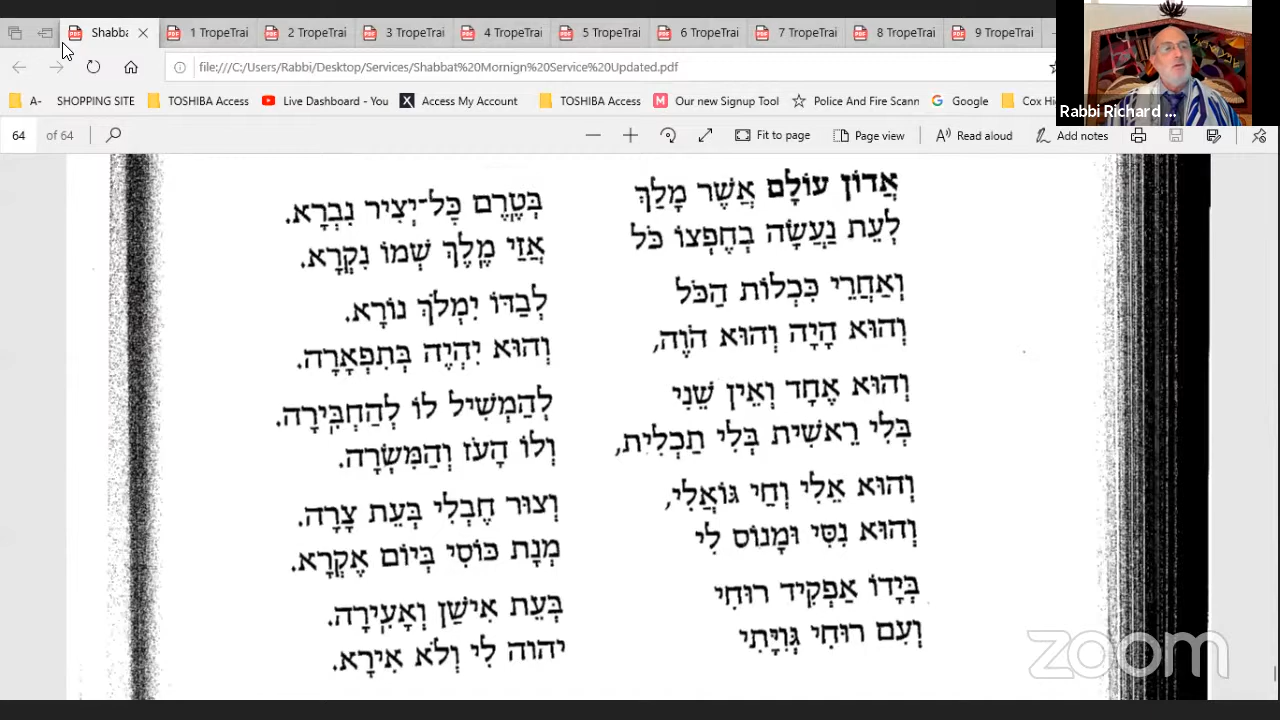 Shabba
1 TropeTrai
2 TropeTrai
3 TropeTrai
4 TropeTrai
5 TropeTrai
6 TropeTrai
7 TropeTrai
8 TropeTrai
9 TropeTrai
file:///C:/Users/Rabbi/Desktop/Services/Shabbat%20Mornign%20Service%20Updated.pdf
A- SHOPPING SITE
TOSHIBA Access
Live Dashboard - You
Access My Account
TOSHIBA Access
Our new Signup Tool
Police And Fire Scann
Google
Cox Hi
Rabbi Richard ...
64 of 64
Fit to page
Page view
Read aloud
Add notes
אֲדוֹן עוֹלָם אֲשֶׁר מָלַךְ בְּטֶרֶם כָּל־יְצִיר נִבְרָא.
לְעֵת נַעֲשָׂה בְחֶפְצוֹ כֹּל אֲזַי מֶלֶךְ שְׁמוֹ נִקְרָא.
וְאַחֲרֵי כִּכְלוֹת הַכֹּל לְבַדּוֹ יִמְלֹךְ נוֹרָא.
וְהוּא הָיָה וְהוּא הֹוֶה, וְהוּא יִהְיֶה בְּתִפְאָרָה.
וְהוּא אֶחָד וְאֵין שֵׁנִי לְהַמְשִׁיל לוֹ לְהַחְבִּירָה.
בְּלִי רֵאשִׁית בְּלִי תַכְלִית, וְלוֹ הָעֹז וְהַמִּשְׂרָה.
וְהוּא אֵלִי וְחַי גּוֹאֲלִי, וְצוּר חֶבְלִי בְּעֵת צָרָה.
וְהוּא נִסִּי וּמָנוֹס לִי מְנָת כּוֹסִי בְּיוֹם אֶקְרָא.
בְּיָדוֹ אַפְקִיד רוּחִי בְּעֵת אִישַׁן וְאָעִירָה.
וְעִם רוּחִי גְּוִיָּתִי יהוה לִי וְלֹא אִירָא.
zoom